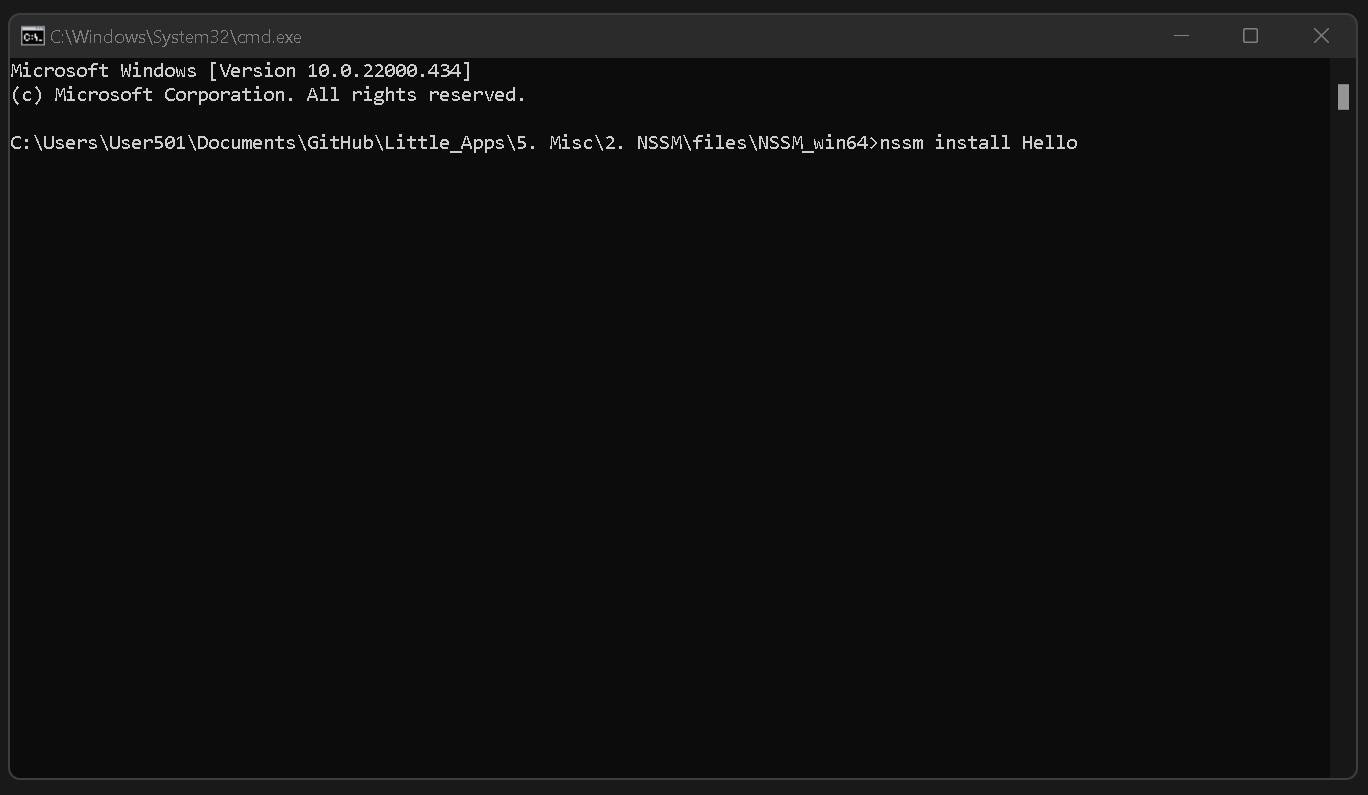 C:\Windows\System32\cmd.exe
Microsoft Windows [Version 10.0.22000.434]
(c) Microsoft Corporation. All rights reserved.
C:\Users\User501\Documents\GitHub\Little_Apps\5. Misc\2. NSSM\files\NSSM_win64>nssm install Hello